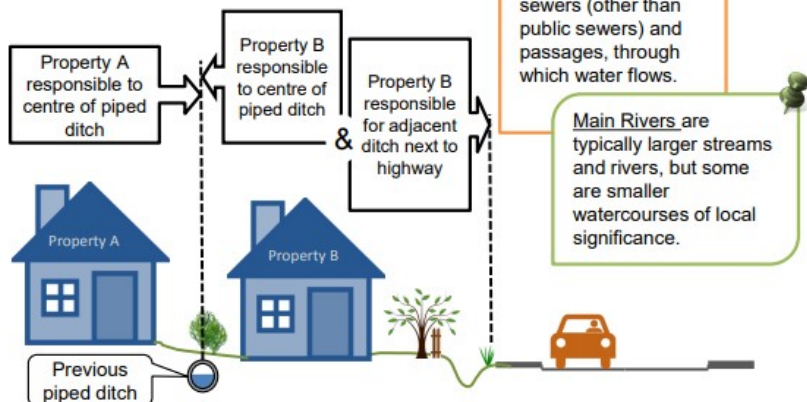 Property A
responsible to
centre of piped
ditch
Property B
responsible
to centre of
piped ditch
&
Property B
responsible
for adjacent
ditch next to
highway
sewers (other than
public sewers) and
passages, through
which water flows.
Main Rivers are
typically larger streams
and rivers, but some
are smaller
watercourses of local
significance.
Property A
Property B
Previous
piped ditch